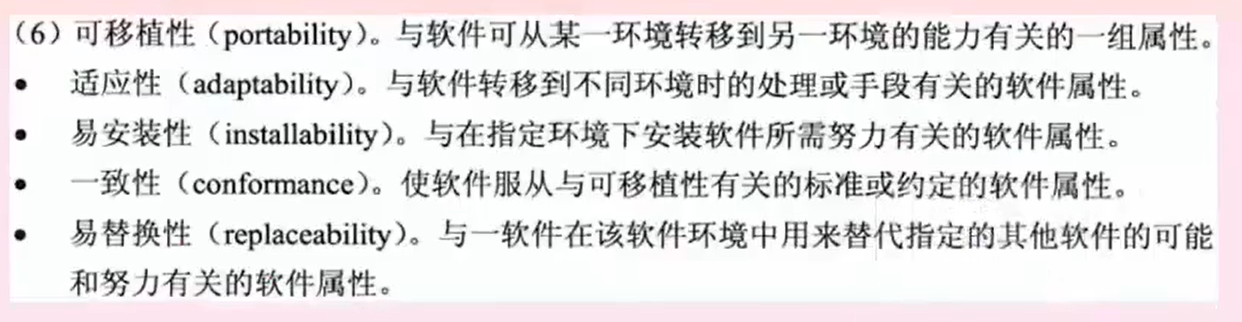 （6）可移植性（portability）。与软件可从某一环境转移到另一环境的能力有关的一组属性。
• 适应性（adaptability）。与软件转移到不同环境时的处理或手段有关的软件属性。
• 易安装性（installability）。与在指定环境下安装软件所需努力有关的软件属性。
• 一致性（conformance）。使软件服从与可移植性有关的标准或约定的软件属性。
• 易替换性（replaceability）。与一软件在该软件环境中用来替代指定的其他软件的可能
和努力有关的软件属性。